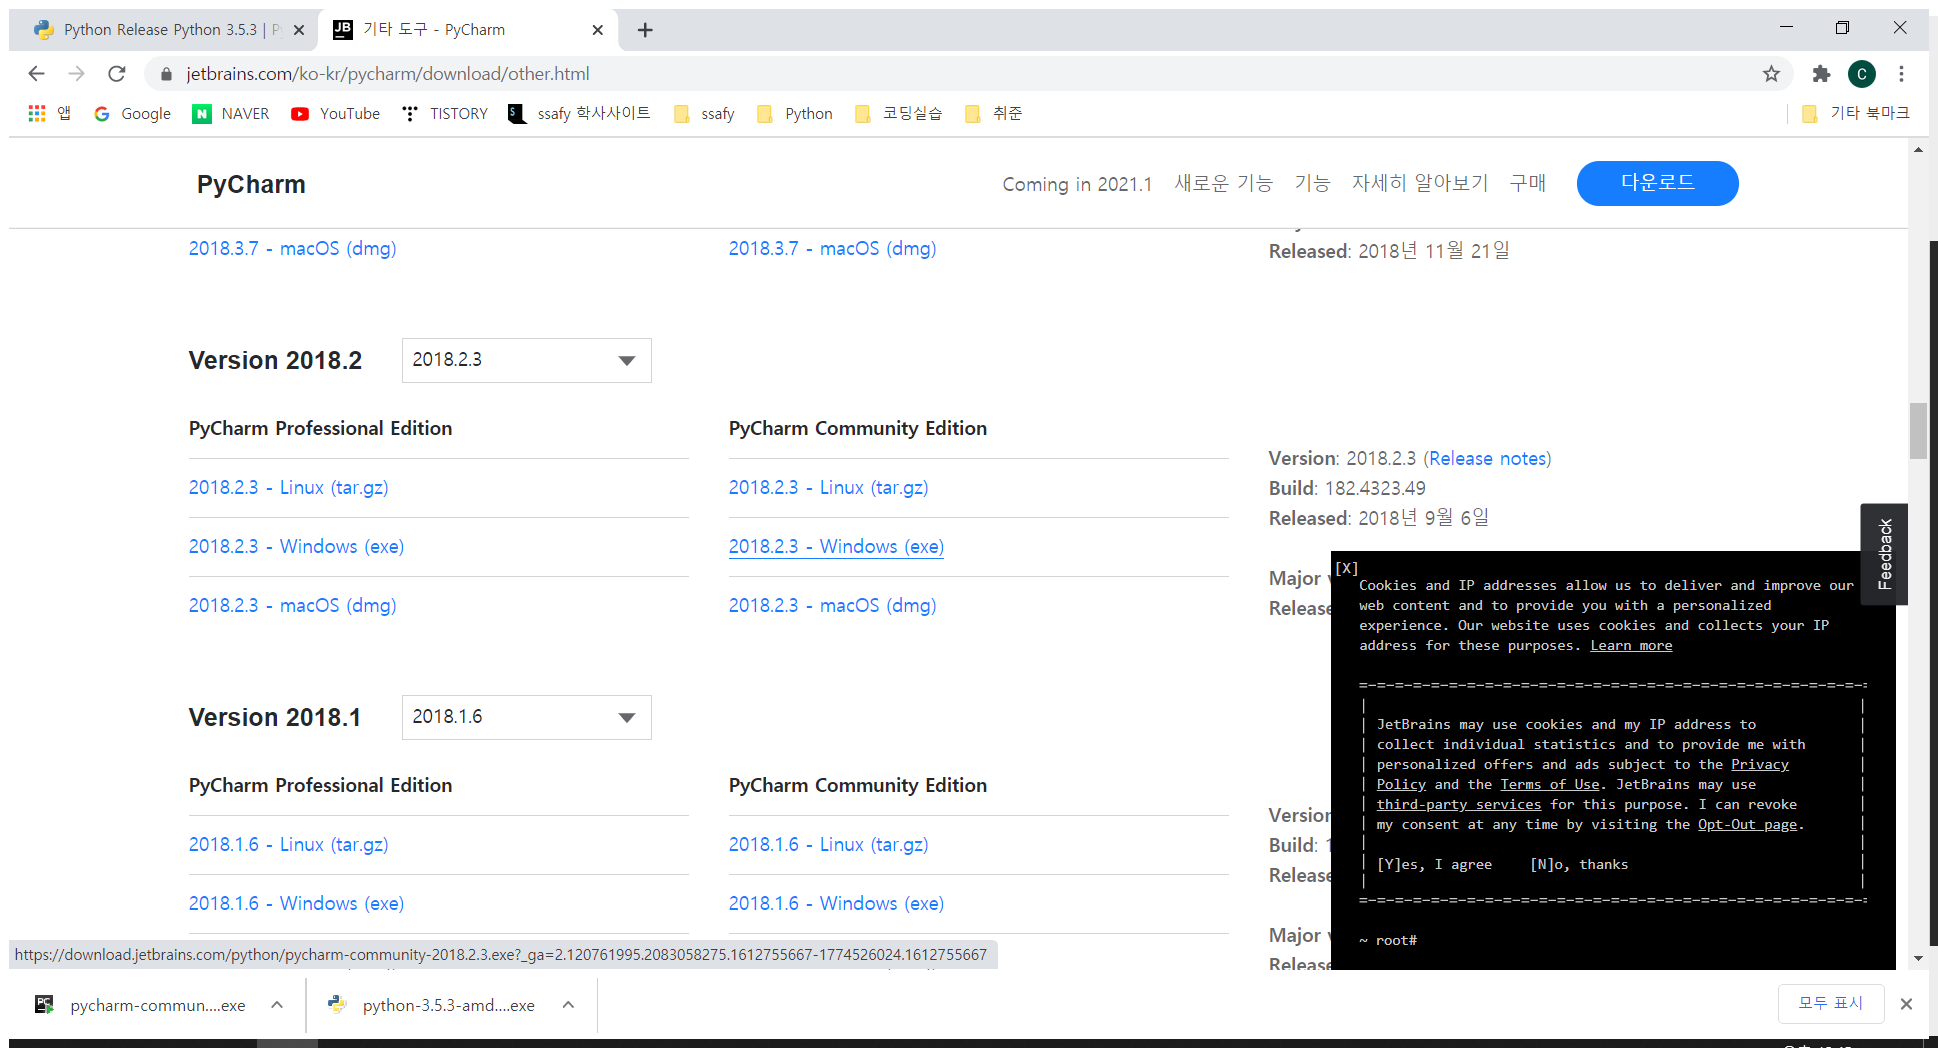 Python Release Python 3.5.3 | Py
기타 도구 - PyCharm
jetbrains.com/ko-kr/pycharm/download/other.html
C
앱
Google
NAVER
YouTube
TISTORY
ssafy 학사사이트
ssafy
Python
코딩실습
취준
기타 북마크
PyCharm
Coming in 2021.1
새로운 기능
기능
자세히 알아보기
구매
다운로드
2018.3.7 - macOS (dmg)
2018.3.7 - macOS (dmg)
Released: 2018년 11월 21일
Version 2018.2
2018.2.3
PyCharm Professional Edition
2018.2.3 - Linux (tar.gz)
2018.2.3 - Windows (exe)
2018.2.3 - macOS (dmg)
PyCharm Community Edition
2018.2.3 - Linux (tar.gz)
2018.2.3 - Windows (exe)
2018.2.3 - macOS (dmg)
Version: 2018.2.3 (Release notes)
Build: 182.4323.49
Released: 2018년 9월 6일
Major
Release
Feedback
[X]
Cookies and IP addresses allow us to deliver and improve our
web content and to provide you with a personalized
experience. Our website uses cookies and collects your IP
address for these purposes. Learn more
JetBrains may use cookies and my IP address to
collect individual statistics and to provide me with
personalized offers and ads subject to the Privacy
Policy and the Terms of Use. JetBrains may use
third-party services for this purpose. I can revoke
my consent at any time by visiting the Opt-Out page.
[Y]es, I agree [N]o, thanks
~ root#
Version 2018.1
2018.1.6
PyCharm Professional Edition
2018.1.6 - Linux (tar.gz)
2018.1.6 - Windows (exe)
PyCharm Community Edition
2018.1.6 - Linux (tar.gz)
2018.1.6 - Windows (exe)
Version
Build: 1
Release
Major
Release
https://download.jetbrains.com/python/pycharm-community-2018.2.3.exe?_ga=2.120761995.2083058275.1612755667-1774526024.1612755667
pycharm-commun....exe
python-3.5.3-amd....exe
모두 표시